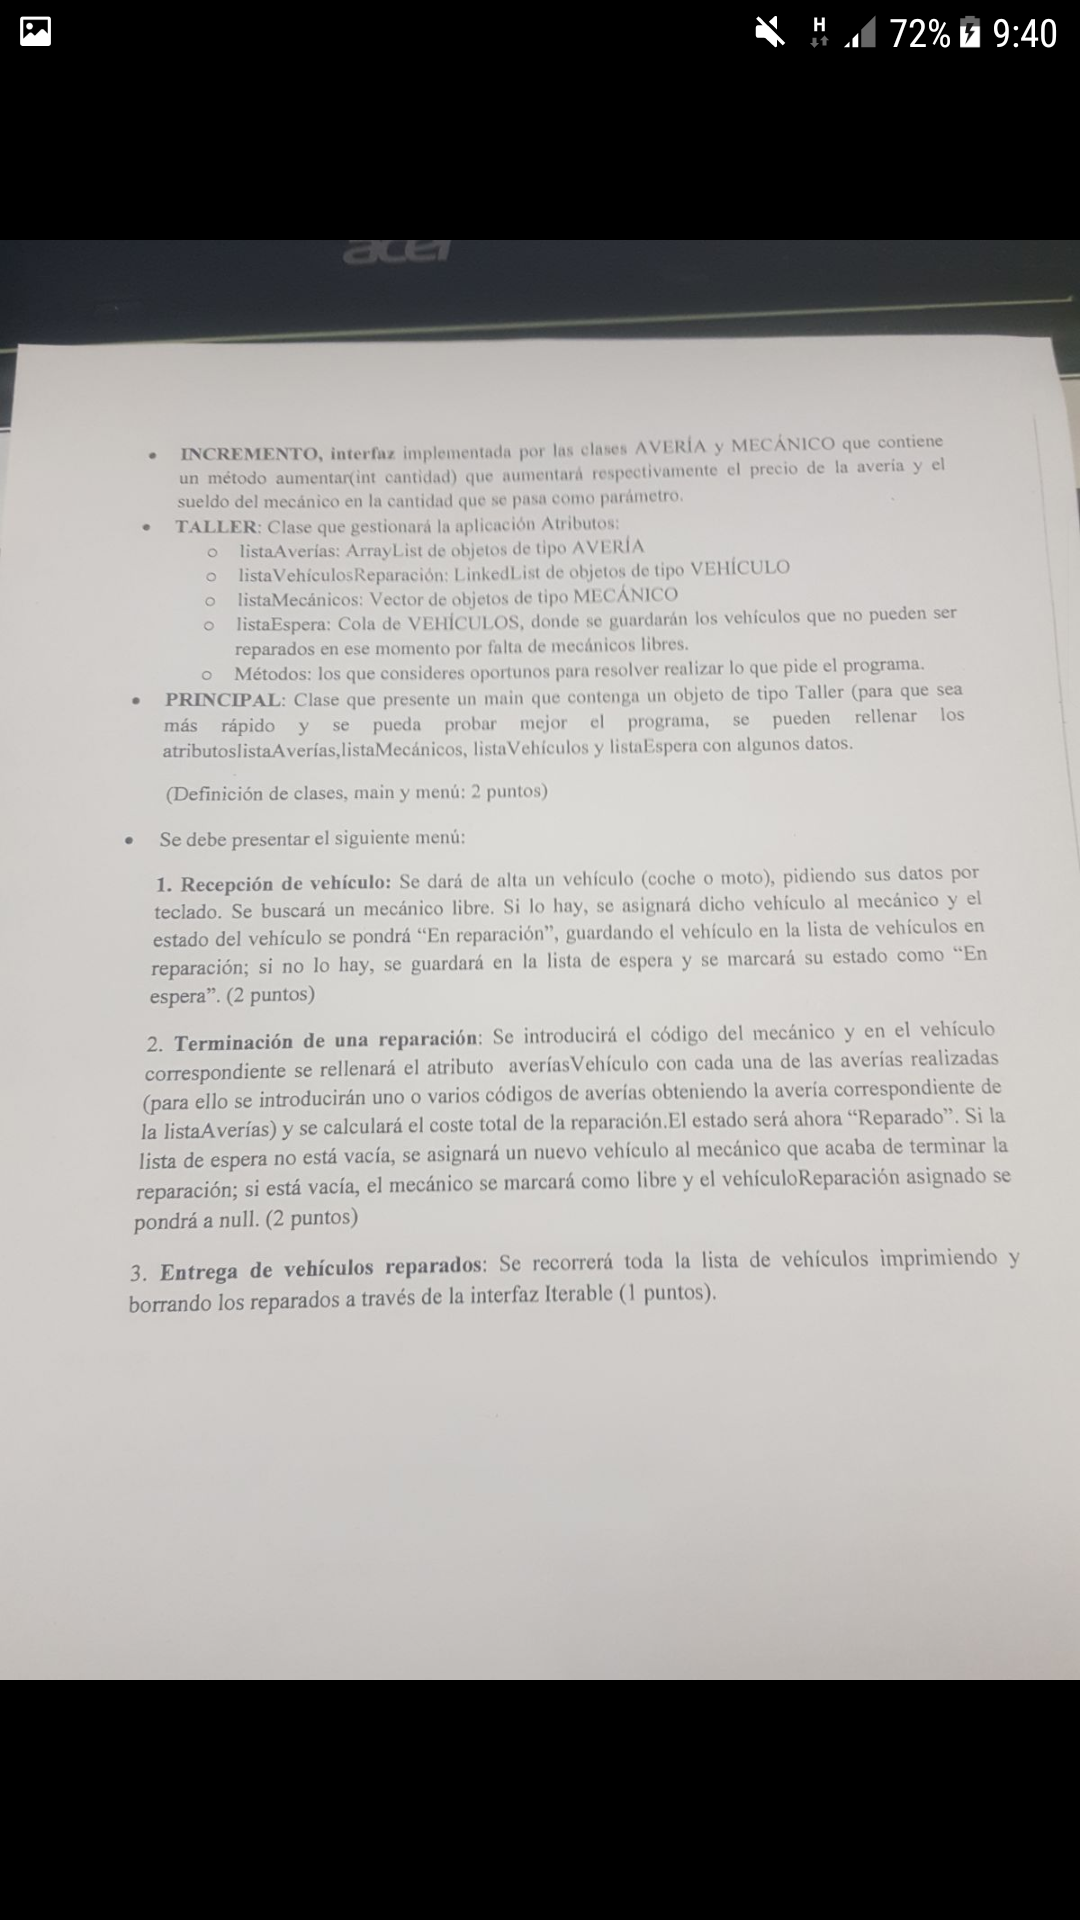 H 72% 9:40
acer
• INCREMENTO, interfaz implementada por las clases AVERÍA y MECÁNICO que contiene
un método aumentar(int cantidad) que aumentará respectivamente el precio de la avería y el
sueldo del mecánico en la cantidad que se pasa como parámetro.
• TALLER: Clase que gestionará la aplicación Atributos:
o listaAverías: ArrayList de objetos de tipo AVERÍA
o listaVehículosReparación: LinkedList de objetos de tipo VEHÍCULO
o listaMecánicos: Vector de objetos de tipo MECÁNICO
o listaEspera: Cola de VEHÍCULOS, donde se guardarán los vehículos que no pueden ser
reparados en ese momento por falta de mecánicos libres.
o Métodos: los que consideres oportunos para resolver realizar lo que pide el programa.
• PRINCIPAL: Clase que presente un main que contenga un objeto de tipo Taller (para que sea
más rápido y se pueda probar mejor el programa, se pueden rellenar los
atributoslistaAverías,listaMecánicos, listaVehículos y listaEspera con algunos datos.
(Definición de clases, main y menú: 2 puntos)
• Se debe presentar el siguiente menú:
1. Recepción de vehículo: Se dará de alta un vehículo (coche o moto), pidiendo sus datos por
teclado. Se buscará un mecánico libre. Si lo hay, se asignará dicho vehículo al mecánico y el
estado del vehículo se pondrá “En reparación”, guardando el vehículo en la lista de vehículos en
reparación; si no lo hay, se guardará en la lista de espera y se marcará su estado como “En
espera”. (2 puntos)
2. Terminación de una reparación: Se introducirá el código del mecánico y en el vehículo
correspondiente se rellenará el atributo averíasVehículo con cada una de las averías realizadas
(para ello se introducirán uno o varios códigos de averías obteniendo la avería correspondiente de
la listaAverías) y se calculará el coste total de la reparación.El estado será ahora “Reparado”. Si la
lista de espera no está vacía, se asignará un nuevo vehículo al mecánico que acaba de terminar la
reparación; si está vacía, el mecánico se marcará como libre y el vehículoReparación asignado se
pondrá a null. (2 puntos)
3. Entrega de vehículos reparados: Se recorrerá toda la lista de vehículos imprimiendo y
borrando los reparados a través de la interfaz Iterable (1 puntos).